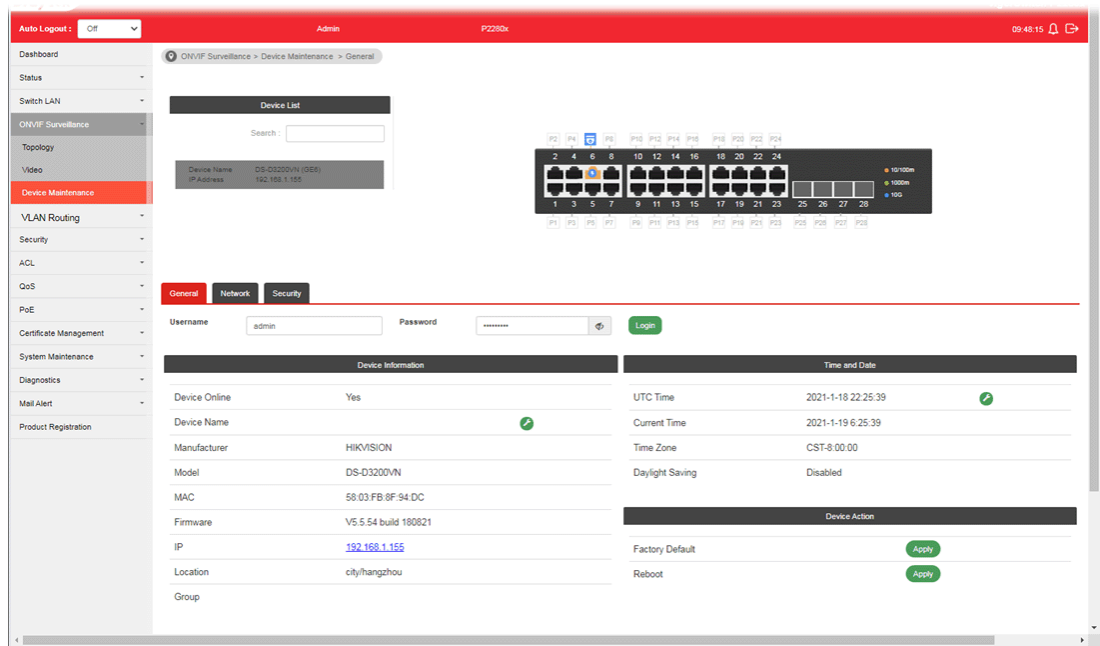 Auto Logout : Off Admin P2280x 09:48:15
Dashboard
Status
Switch LAN
ONVIF Surveillance
Topology
Video
Device Maintenance
VLAN Routing
Security
ACL
QoS
PoE
Certificate Management
System Maintenance
Diagnostics
Mail Alert
Product Registration
ONVIF Surveillance > Device Maintenance > General
Device List
Search :
Device Name DS-D3200VN (GE6)
IP Address 192.168.1.155
P2 P4 P8 P10 P12 P14 P16 P18 P20 P22 P24
2 4 6 8 10 12 14 16 18 20 22 24
10/100m
1000m
10G
1 3 5 7 9 11 13 15 17 19 21 23 25 26 27 28
P1 P3 P5 P7 P9 P11 P13 P15 P17 P19 P21 P23 P25 P26 P27 P28
General Network Security
Username admin Password ••••••••• Login
Device Information
Device Online Yes
Device Name
Manufacturer HIKVISION
Model DS-D3200VN
MAC 58:03:FB:8F:94:DC
Firmware V5.5.54 build 180821
IP 192.168.1.155
Location city/hangzhou
Group
Time and Date
UTC Time 2021-1-18 22:25:39
Current Time 2021-1-19 6:25:39
Time Zone CST-8:00:00
Daylight Saving Disabled
Device Action
Factory Default Apply
Reboot Apply